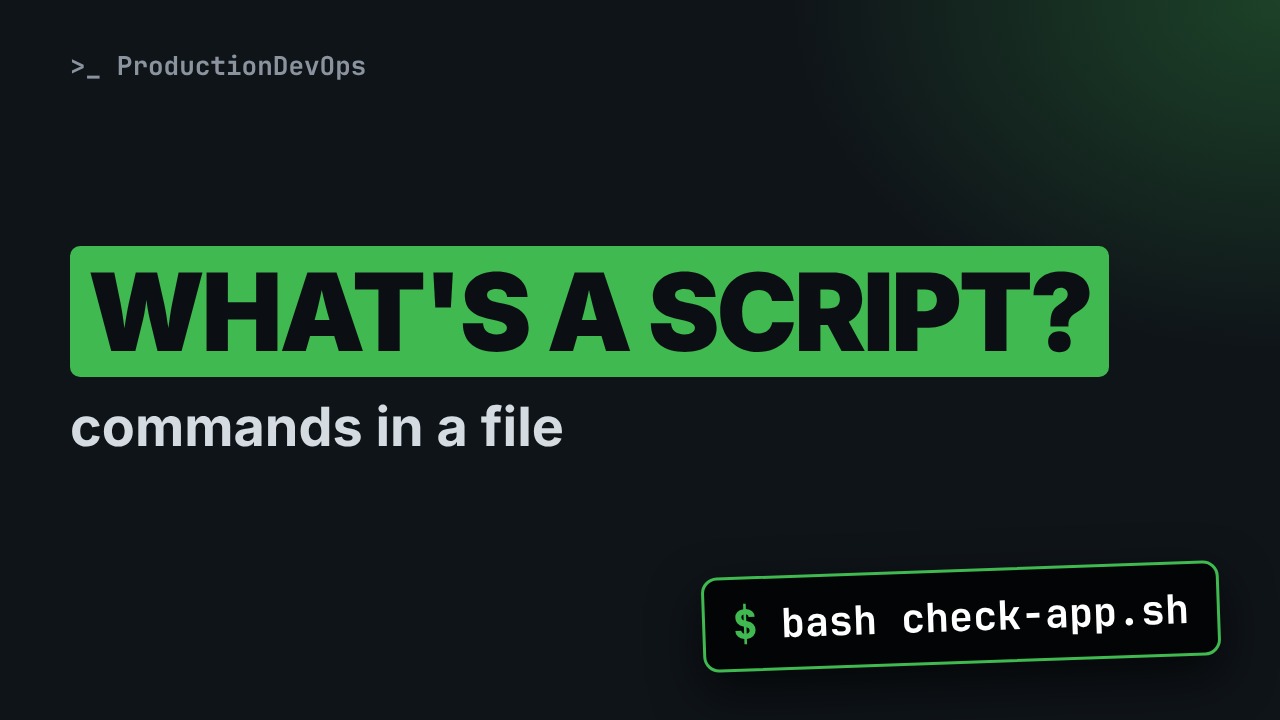 >_ ProductionDevOps
WHAT'S A SCRIPT?
commands in a file
$ bash check-app.sh